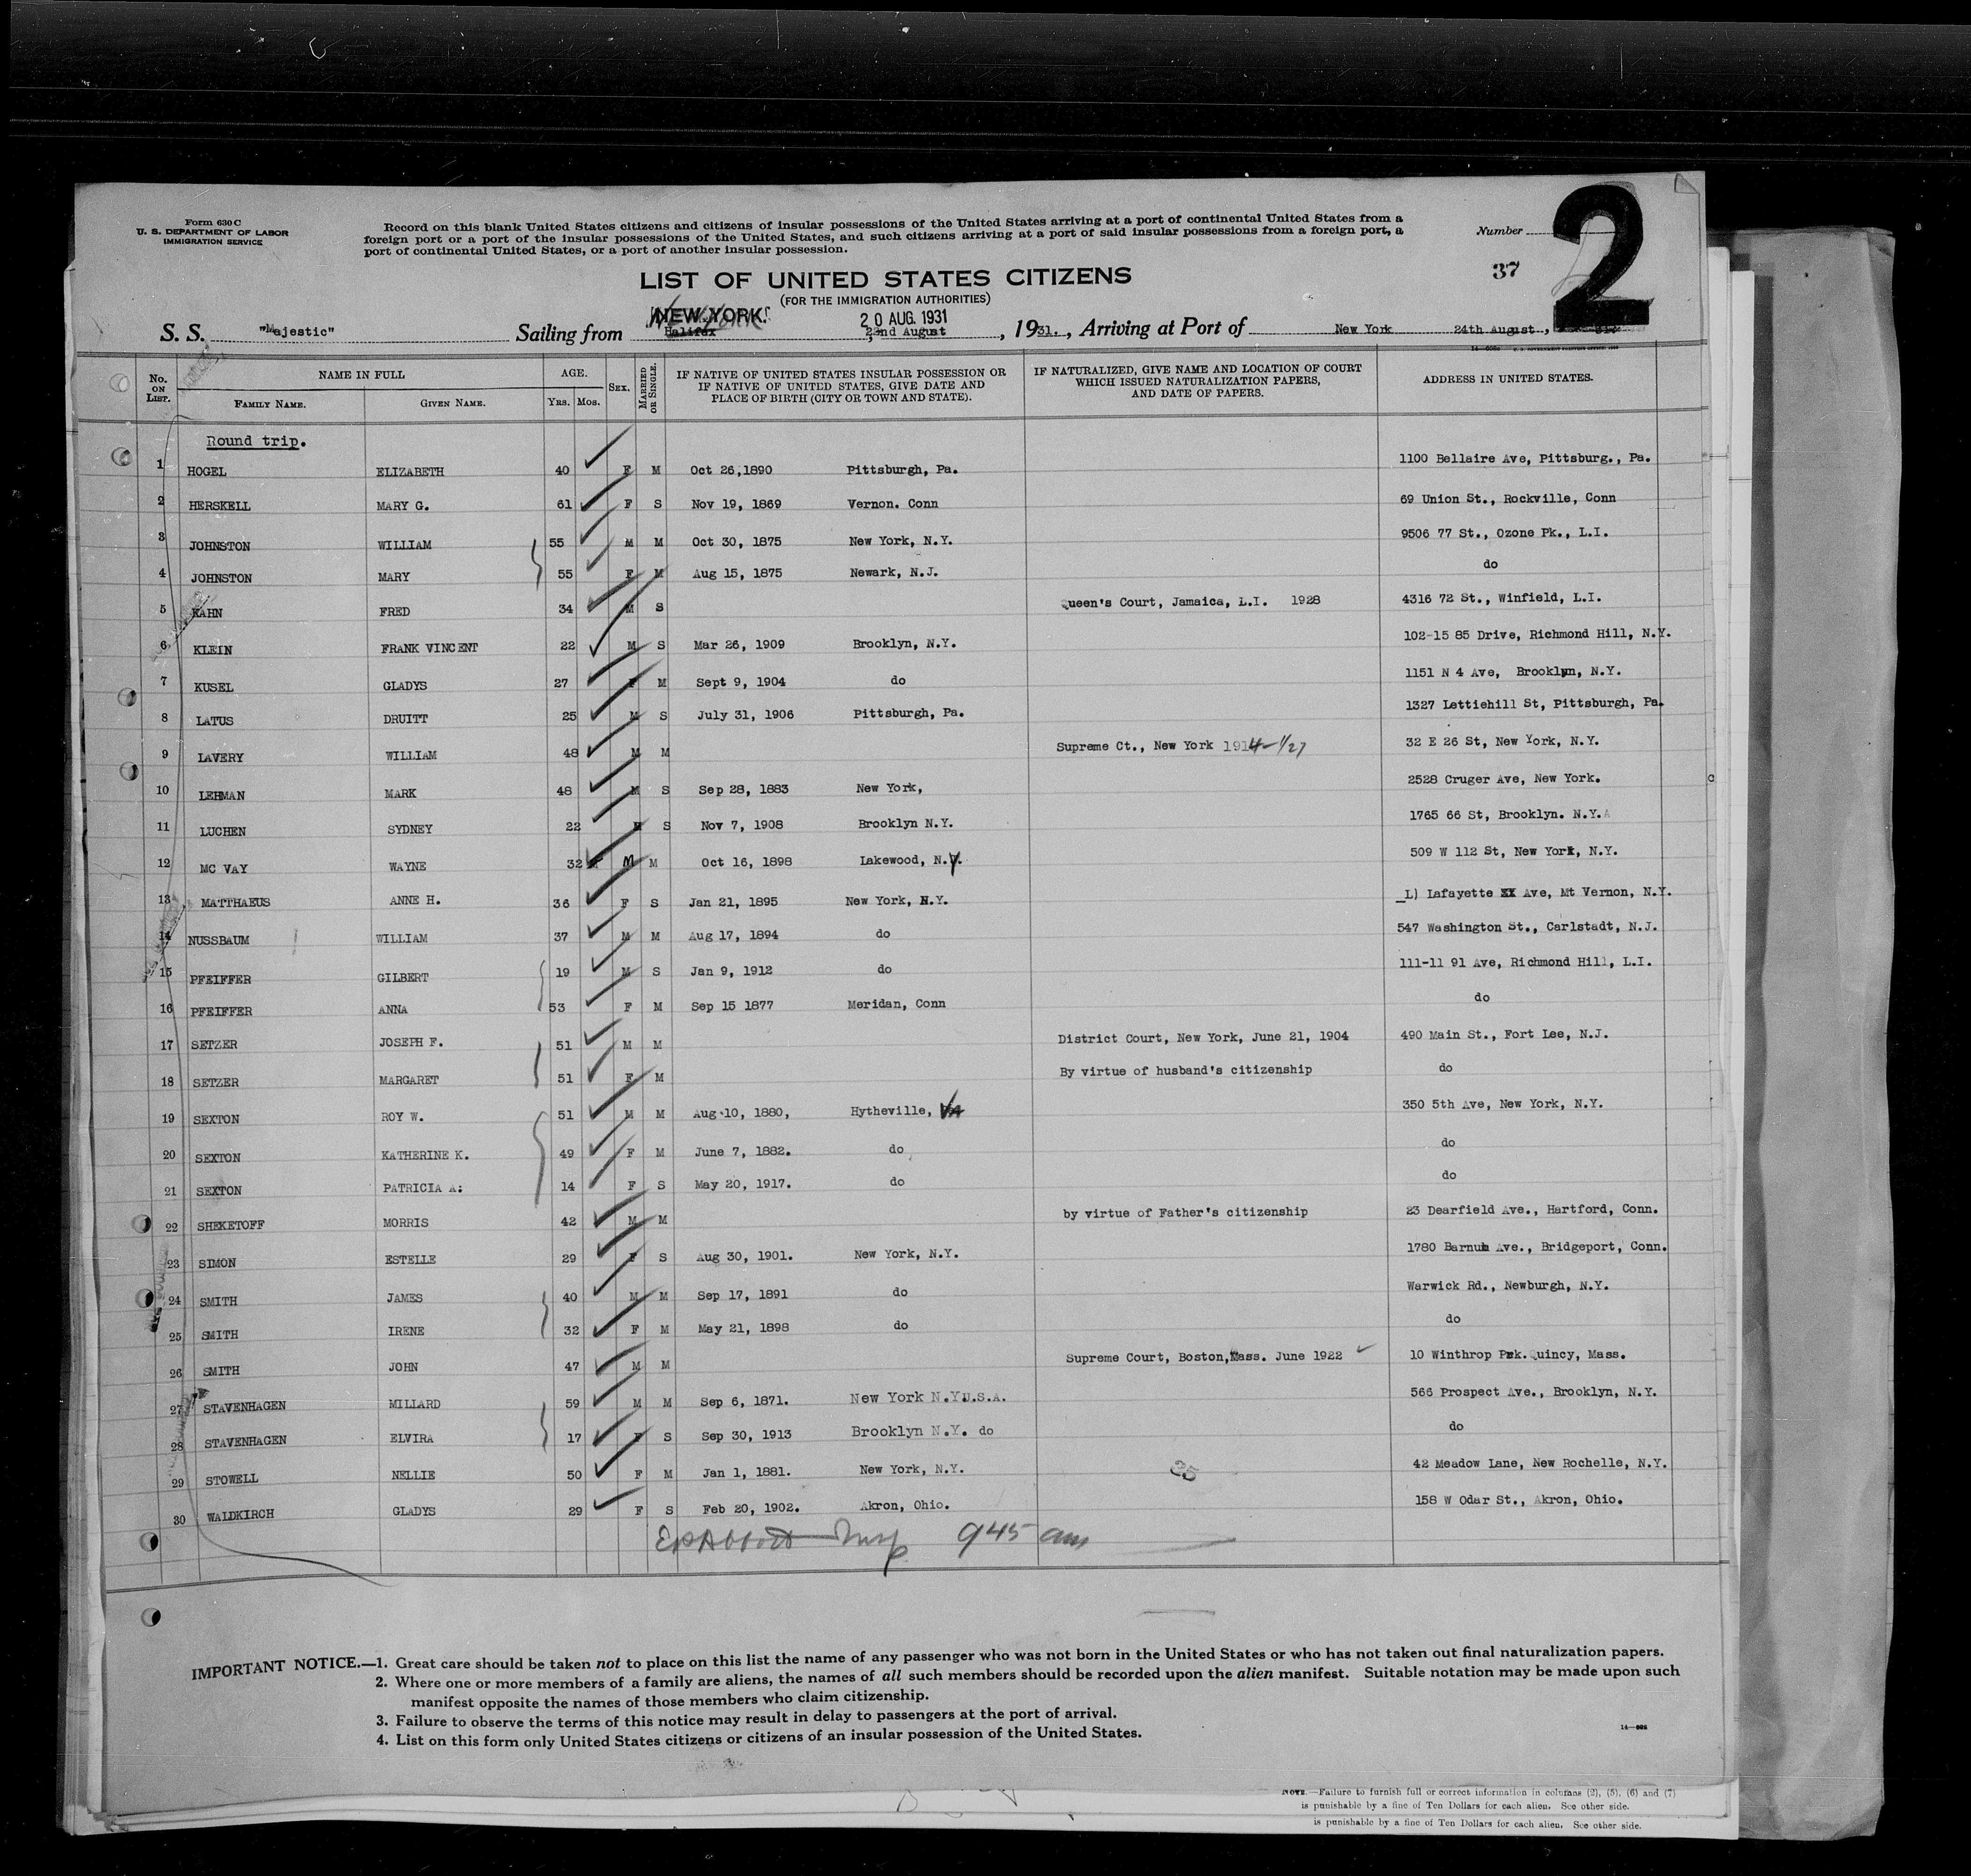 Form 630 C
U. S. DEPARTMENT OF LABOR
IMMIGRATION SERVICE
Record on this blank United States citizens and citizens of insular possessions of the United States arriving at a port of continental United States from a
foreign port or a port of the insular possessions of the United States, and such citizens arriving at a port of said insular possessions from a foreign port, a
port of continental United States, or a port of another insular possession.
Number
2
37
LIST OF UNITED STATES CITIZENS
(FOR THE IMMIGRATION AUTHORITIES)
NEW YORK. 20 AUG. 1931
S. S. "Majestic" Sailing from Halifax, 22nd August, 1931., Arriving at Port of New York 24th August,
No. ON LIST. NAME IN FULL FAMILY NAME. GIVEN NAME. AGE. Yrs. Mos. SEX. MARRIED OR SINGLE. IF NATIVE OF UNITED STATES INSULAR POSSESSION OR IF NATIVE OF UNITED STATES, GIVE DATE AND PLACE OF BIRTH (CITY OR TOWN AND STATE). IF NATURALIZED, GIVE NAME AND LOCATION OF COURT WHICH ISSUED NATURALIZATION PAPERS, AND DATE OF PAPERS. ADDRESS IN UNITED STATES.
Round trip.
1 HOGEL ELIZABETH 40 F M Oct 26,1890 Pittsburgh, Pa. 1100 Bellaire Ave, Pittsburg., Pa.
2 HERSKELL MARY G. 61 F S Nov 19, 1869 Vernon. Conn 69 Union St., Rockville, Conn
3 JOHNSTON WILLIAM 55 M M Oct 30, 1875 New York, N.Y. 9506 77 St., Ozone Pk., L.I.
4 JOHNSTON MARY 55 F M Aug 15, 1875 Newark, N.J. do
5 KAHN FRED 34 M S Queen's Court, Jamaica, L.I. 1928 4316 72 St., Winfield, L.I.
6 KLEIN FRANK VINCENT 22 M S Mar 26, 1909 Brooklyn, N.Y. 102-15 85 Drive, Richmond Hill, N.Y.
7 KUSEL GLADYS 27 F M Sept 9, 1904 do 1151 N 4 Ave, Brooklyn, N.Y.
8 LATUS DRUITT 25 M S July 31, 1906 Pittsburgh, Pa. 1327 Lettiehill St, Pittsburgh, Pa.
9 LAVERY WILLIAM 48 M M Supreme Ct., New York 1914-1/27 32 E 26 St, New York, N.Y.
10 LEHMAN MARK 48 M S Sep 28, 1883 New York, 2528 Cruger Ave, New York.
11 LUCHEN SYDNEY 22 M S Nov 7, 1908 Brooklyn N.Y. 1765 66 St, Brooklyn. N.Y.
12 MC VAY WAYNE 32 M M Oct 16, 1898 Lakewood, N.Y. 509 W 112 St, New York, N.Y.
13 MATTHAEUS ANNE H. 36 F S Jan 21, 1895 New York, N.Y. L) Lafayette XX Ave, Mt Vernon, N.Y.
14 NUSSBAUM WILLIAM 37 M M Aug 17, 1894 do 547 Washington St., Carlstadt, N.J.
15 PFEIFFER GILBERT 19 M S Jan 9, 1912 do 111-11 91 Ave, Richmond Hill, L.I.
16 PFEIFFER ANNA 53 F M Sep 15 1877 Meridan, Conn do
17 SETZER JOSEPH F. 51 M M District Court, New York, June 21, 1904 490 Main St., Fort Lee, N.J.
18 SETZER MARGARET 51 F M By virtue of husband's citizenship do
19 SEXTON ROY W. 51 M M Aug 10, 1880, Hytheville, Va 350 5th Ave, New York, N.Y.
20 SEXTON KATHERINE K. 49 F M June 7, 1882. do do
21 SEXTON PATRICIA A: 14 F S May 20, 1917. do do
22 SHEKETOFF MORRIS 42 M M by virtue of Father's citizenship 23 Dearfield Ave., Hartford, Conn.
23 SIMON ESTELLE 29 F S Aug 30, 1901. New York, N.Y. 1780 Barnum Ave., Bridgeport, Conn.
24 SMITH JAMES 40 M M Sep 17, 1891 do Warwick Rd., Newburgh, N.Y.
25 SMITH IRENE 32 F M May 21, 1898 do do
26 SMITH JOHN 47 M M Supreme Court, Boston, Mass. June 1922 10 Winthrop Prk. Quincy, Mass.
27 STAVENHAGEN MILLARD 59 M M Sep 6, 1871. New York N.Y U.S.A. 566 Prospect Ave., Brooklyn, N.Y.
28 STAVENHAGEN ELVIRA 17 F S Sep 30, 1913 Brooklyn N.Y. do do
29 STOWELL NELLIE 50 F M Jan 1, 1881. New York, N.Y. 42 Meadow Lane, New Rochelle, N.Y.
30 WALDKIRCH GLADYS 29 F S Feb 20, 1902. Akron, Ohio. 158 W Odar St., Akron, Ohio.
Insp 945 am
IMPORTANT NOTICE.—1. Great care should be taken not to place on this list the name of any passenger who was not born in the United States or who has not taken out final naturalization papers.
2. Where one or more members of a family are aliens, the names of all such members should be recorded upon the alien manifest. Suitable notation may be made upon such
manifest opposite the names of those members who claim citizenship.
3. Failure to observe the terms of this notice may result in delay to passengers at the port of arrival.
4. List on this form only United States citizens or citizens of an insular possession of the United States.
NOTE.—Failure to furnish full or correct information in columns (2), (5), (6) and (7)
is punishable by a fine of Ten Dollars for each alien. See other side.
is punishable by a fine of Ten Dollars for each alien. See other side.